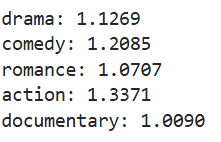 drama: 1.1269
comedy: 1.2085
romance: 1.0707
action: 1.3371
documentary: 1.0090